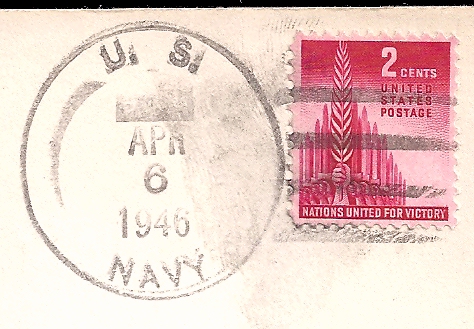 U. S.
APR
6
1946
NAVY
2 CENTS
UNITED
STATES
POSTAGE
NATIONS UNITED FOR VICTORY